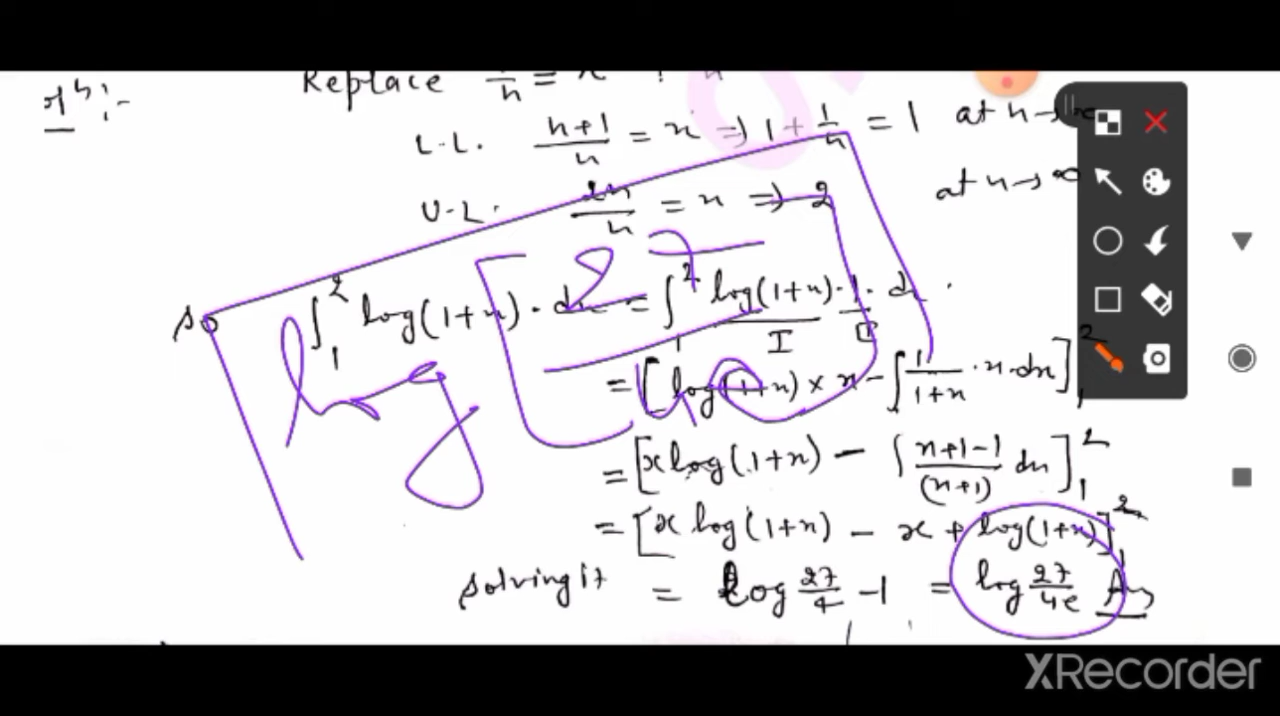 Replace
L.L. n+1/n = x ⇒ 1 + 1/n = 1 at n→∞
U.L. 2n/n = x ⇒ 2 at n→∞
so ∫₁² log(1+x)·dx = ∫₁² log(1+x)·1·dx.
I II
= [log(1+x) × x - ∫ 1/1+x · x·dx]₁²
= [x log(1+x) - ∫ x+1-1/(x+1) dx]₁²
= [x log(1+x) - x + log(1+x)]₁²
solving it = log 27/4 - 1 = log 27/4e Ans
log 27/4e
XRecorder